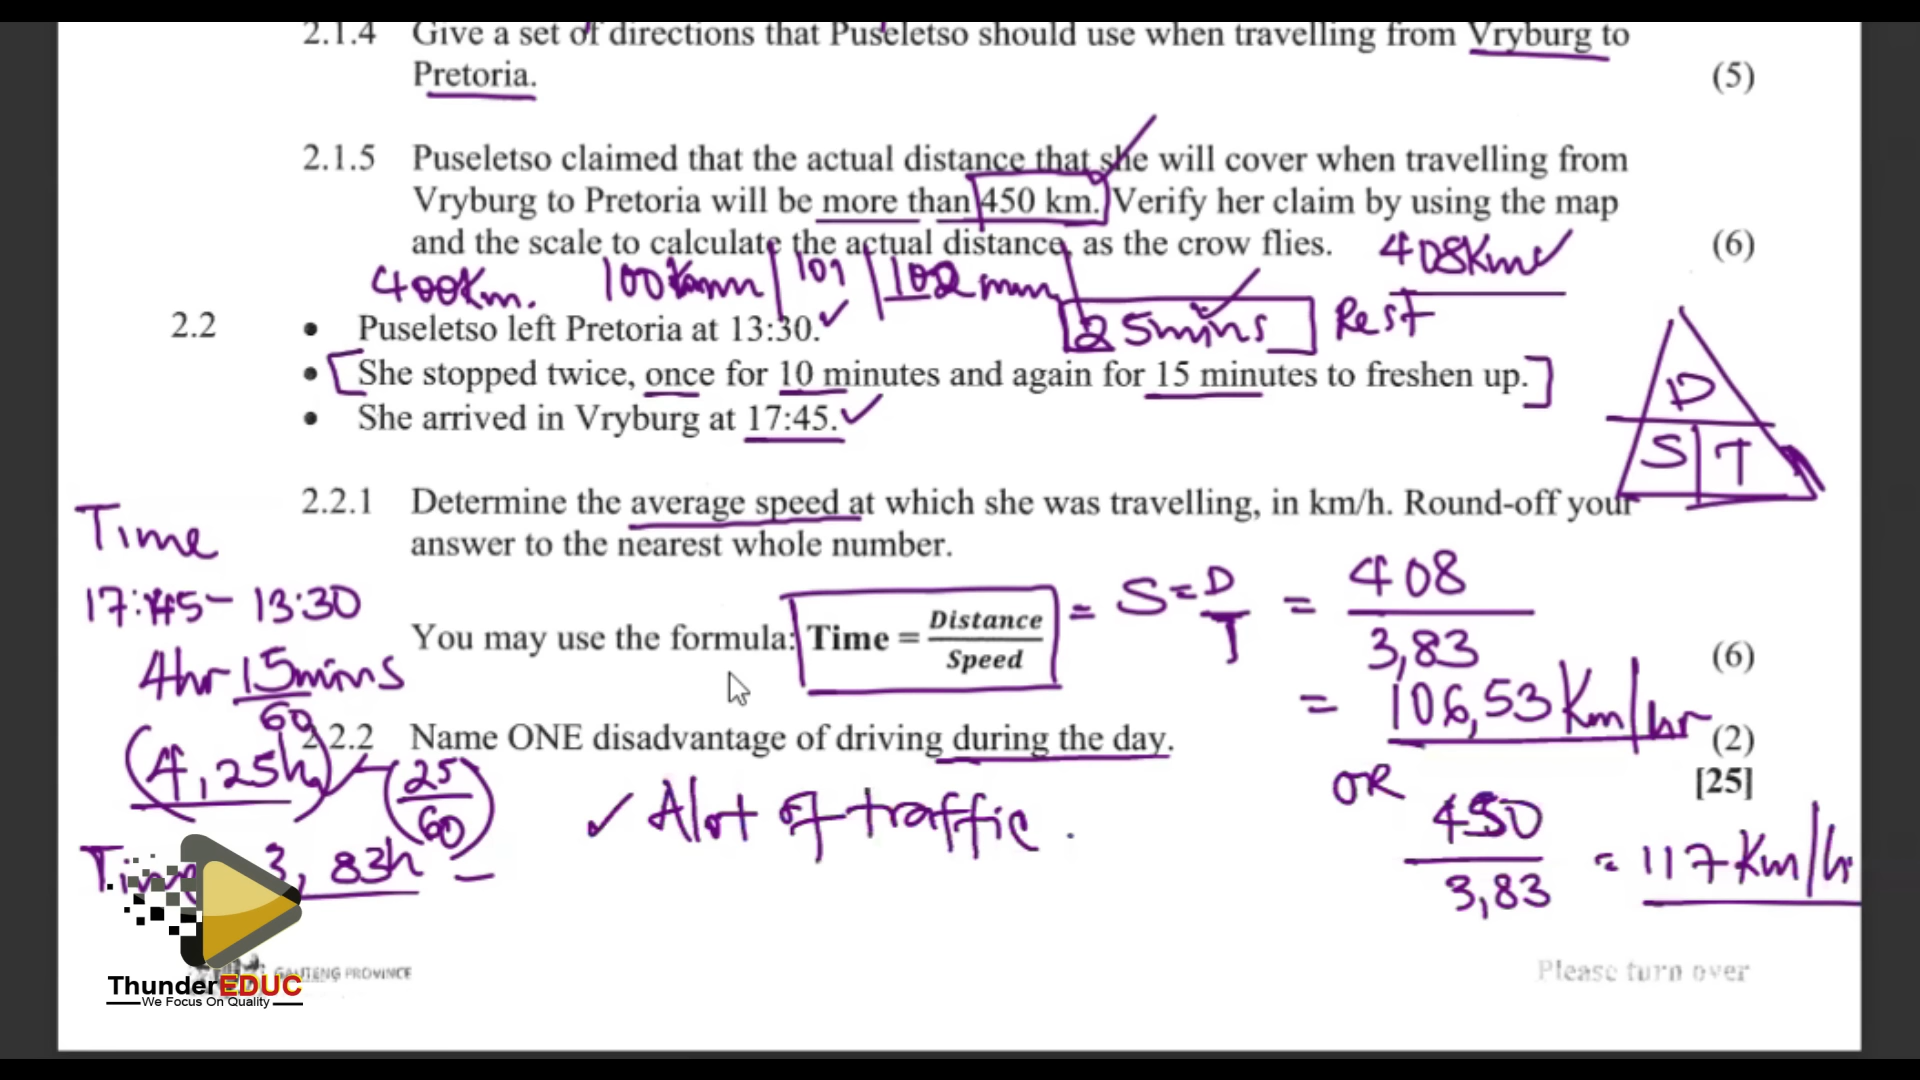 2.1.4 Give a set of directions that Puseletso should use when travelling from Vryburg to
Pretoria.
(5)
2.1.5 Puseletso claimed that the actual distance that she will cover when travelling from
Vryburg to Pretoria will be more than 450 km. Verify her claim by using the map
and the scale to calculate the actual distance, as the crow flies.
(6)
400Km. 100 mm | 101 | 102 mm 408Km
2.2 • Puseletso left Pretoria at 13:30.
25mins Rest
• She stopped twice, once for 10 minutes and again for 15 minutes to freshen up.
• She arrived in Vryburg at 17:45.
D
S T
2.2.1 Determine the average speed at which she was travelling, in km/h. Round-off your
answer to the nearest whole number.
Time
17:45 - 13:30
4hr 15mins
60
You may use the formula: Time = Distance
Speed
= S = D
T
= 408
3,83
(6)
= 106,53 Km/hr
2.2.2 Name ONE disadvantage of driving during the day.
(2)
[25]
(4,25h) - (25
60)
✓ Alot of traffic.
OR
450
3,83
= 117 Km/hr
3,83h
GAUTENG PROVINCE
Please turn over
ThunderEDUC
We Focus On Quality